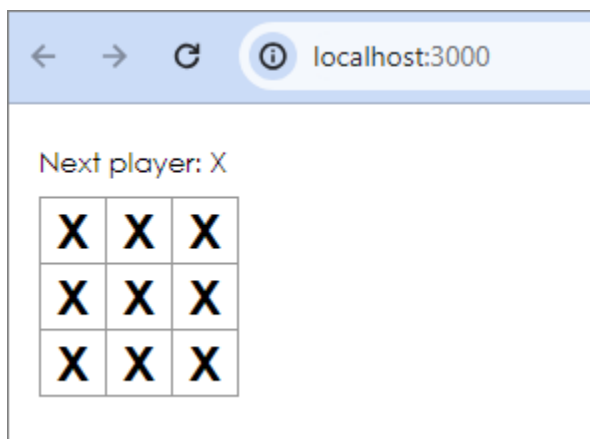 localhost:3000
Next player: X
X X X
X X X
X X X